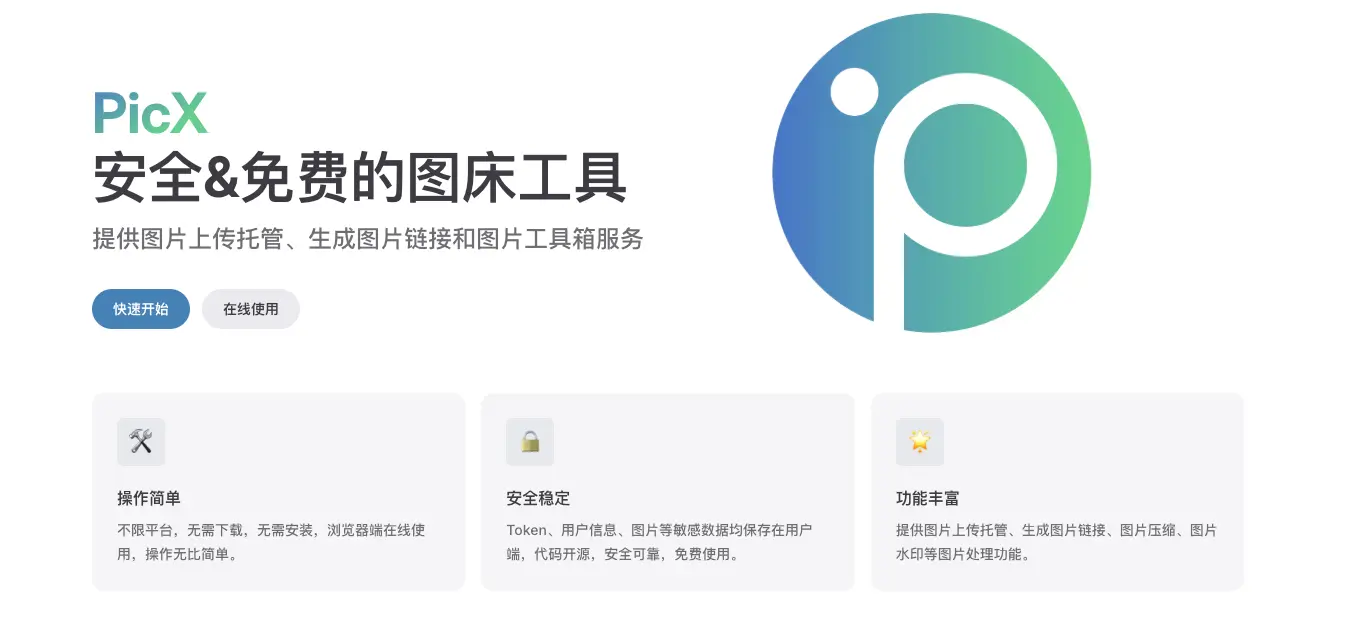 PicX
安全&免费的图床工具
提供图片上传托管、生成图片链接和图片工具箱服务
快速开始
在线使用
操作简单
不限平台，无需下载，无需安装，浏览器端在线使
用，操作无比简单。
安全稳定
Token、用户信息、图片等敏感数据均保存在用户
端，代码开源，安全可靠，免费使用。
功能丰富
提供图片上传托管、生成图片链接、图片压缩、图片
水印等图片处理功能。